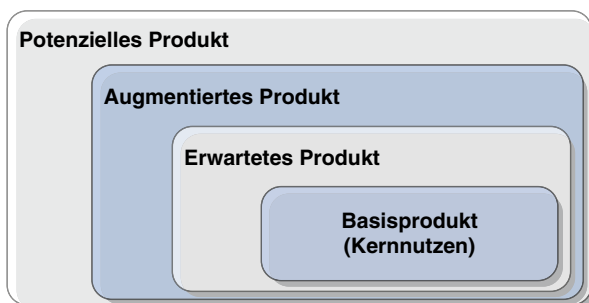 Potenzielles Produkt
Augmentiertes Produkt
Erwartetes Produkt
Basisprodukt
(Kernnutzen)